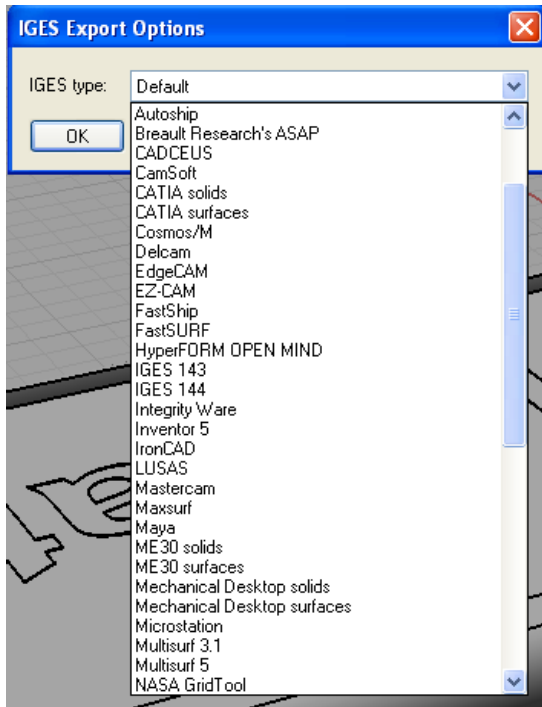 IGES Export Options
IGES type:
Default
OK
Autoship
Breault Research's ASAP
CADCEUS
CamSoft
CATIA solids
CATIA surfaces
Cosmos/M
Delcam
EdgeCAM
EZ-CAM
FastShip
FastSURF
HyperFORM OPEN MIND
IGES 143
IGES 144
Integrity Ware
Inventor 5
IronCAD
LUSAS
Mastercam
Maxsurf
Maya
ME30 solids
ME30 surfaces
Mechanical Desktop solids
Mechanical Desktop surfaces
Microstation
Multisurf 3.1
Multisurf 5
NASA GridTool